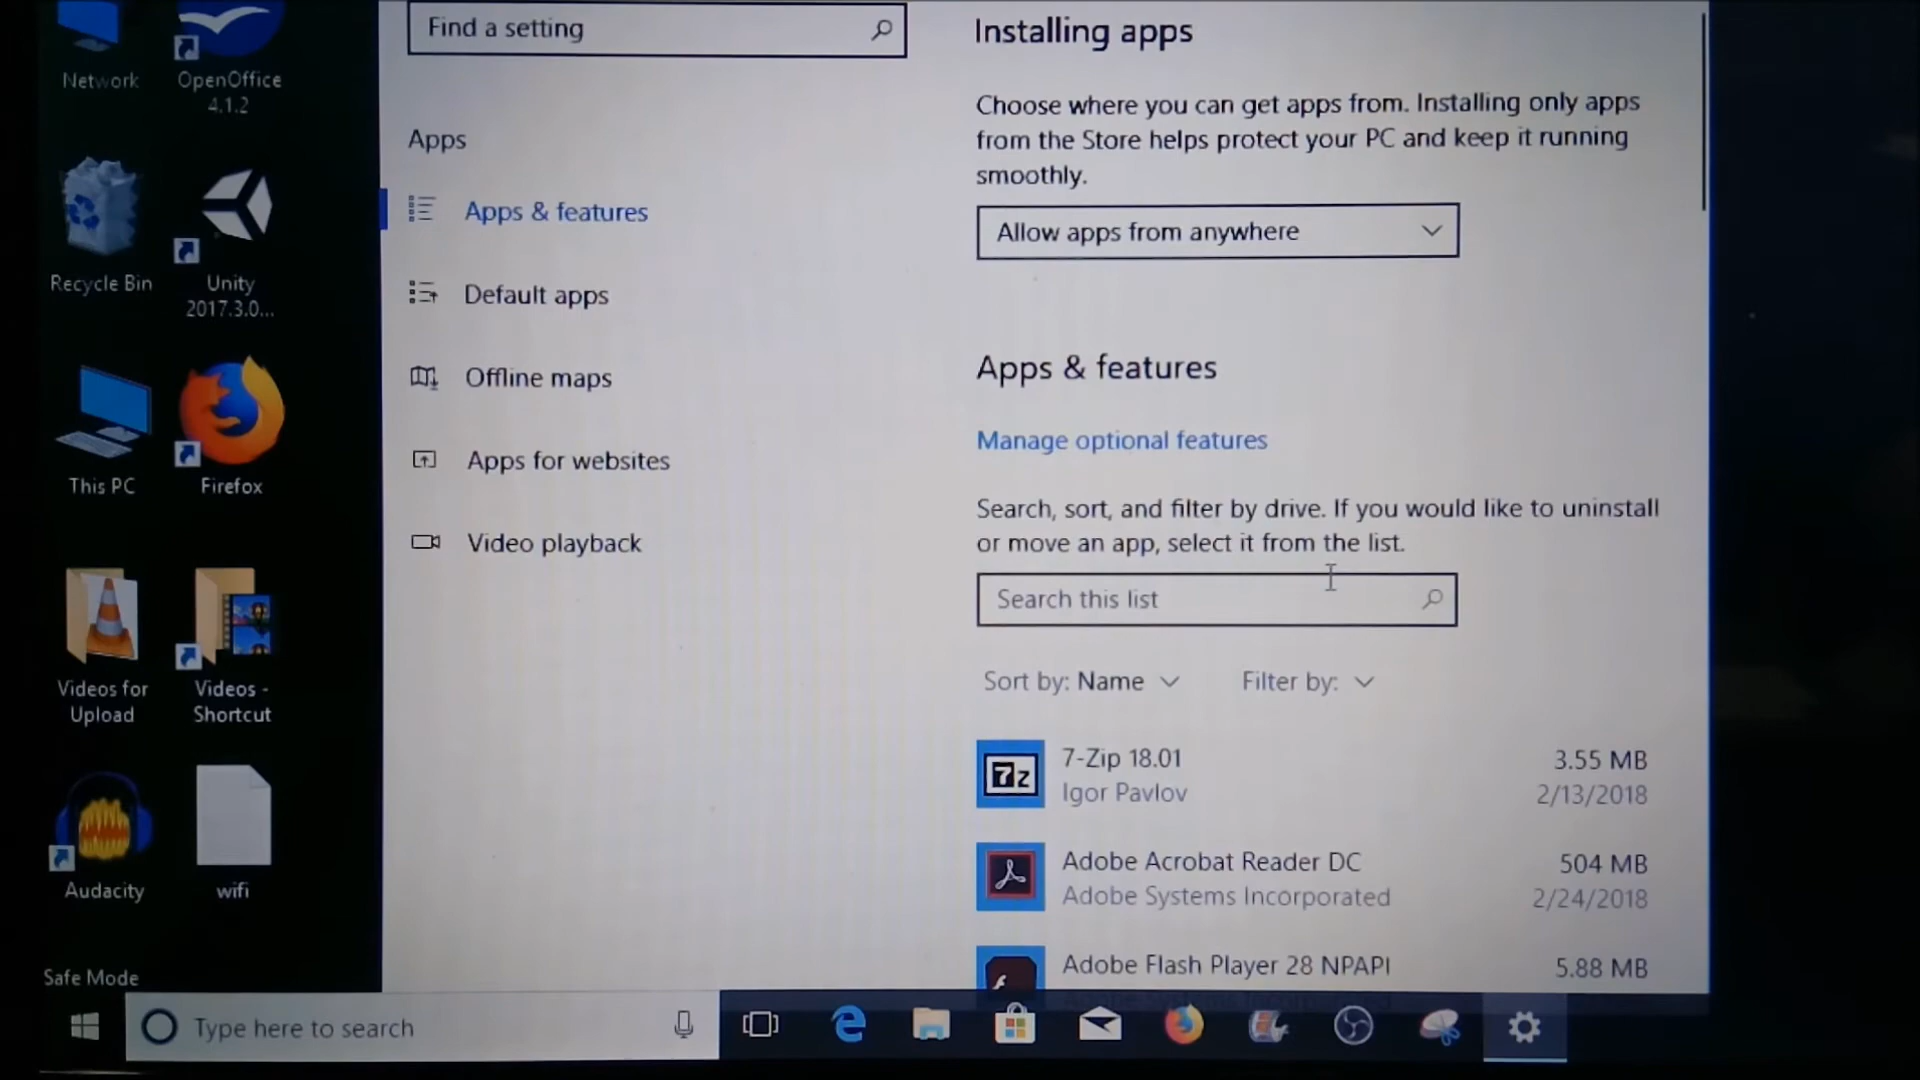 Network
OpenOffice
4.1.2
Recycle Bin
Unity
2017.3.0...
This PC
Firefox
Videos for
Upload
Videos -
Shortcut
Audacity
wifi
Safe Mode
Find a setting
Apps
Apps & features
Default apps
Offline maps
Apps for websites
Video playback
Installing apps
Choose where you can get apps from. Installing only apps
from the Store helps protect your PC and keep it running
smoothly.
Allow apps from anywhere
Apps & features
Manage optional features
Search, sort, and filter by drive. If you would like to uninstall
or move an app, select it from the list.
Search this list
Sort by: Name
Filter by:
7z
7-Zip 18.01
3.55 MB
Igor Pavlov
2/13/2018
Adobe Acrobat Reader DC
504 MB
Adobe Systems Incorporated
2/24/2018
Adobe Flash Player 28 NPAPI
5.88 MB
Type here to search